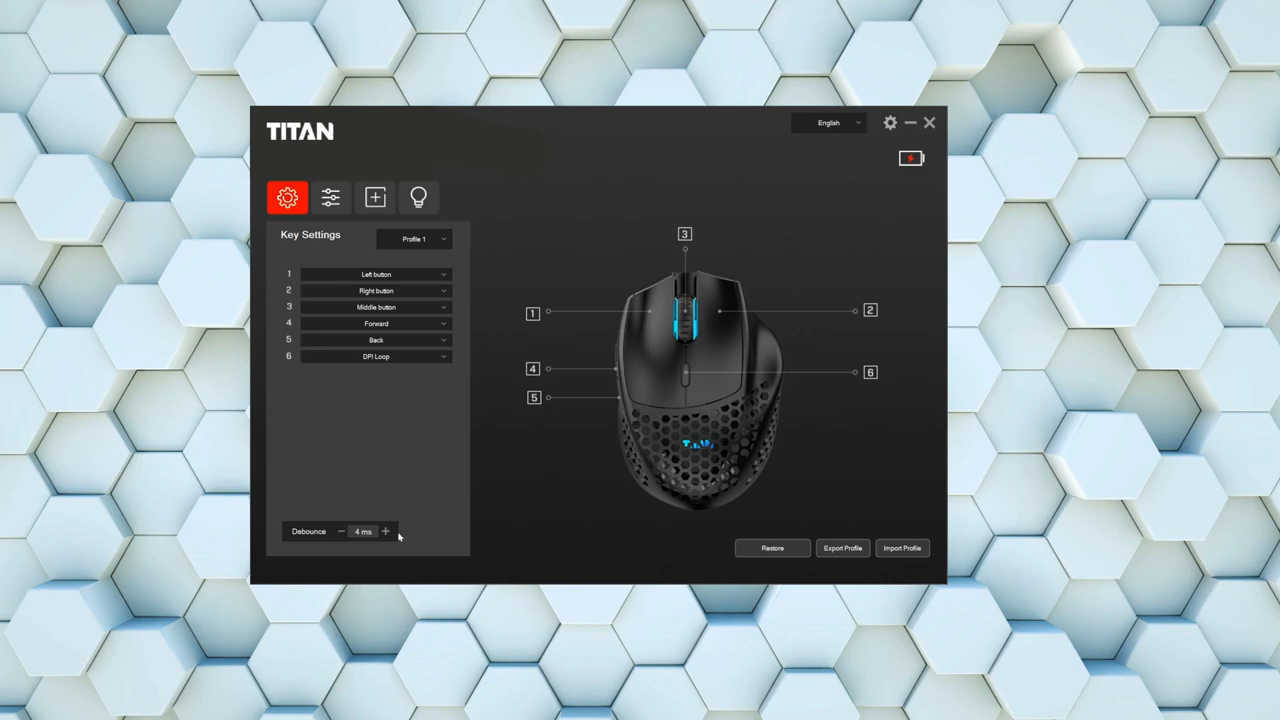 TITAN
English
Key Settings
Profile 1
1 Left button
2 Right button
3 Middle button
4 Forward
5 Back
6 DPI Loop
Debounce − 4 ms +
3
1
2
4
6
5
Restore
Export Profile
Import Profile